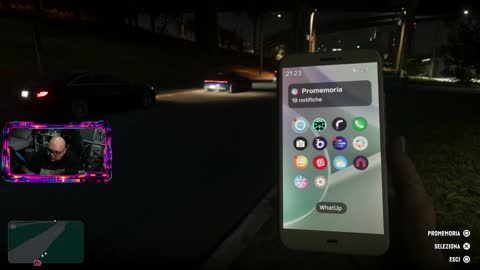 21:23
Promemoria
19 notifiche
WhatUp
PROMEMORIA
SELEZIONA
ESCI